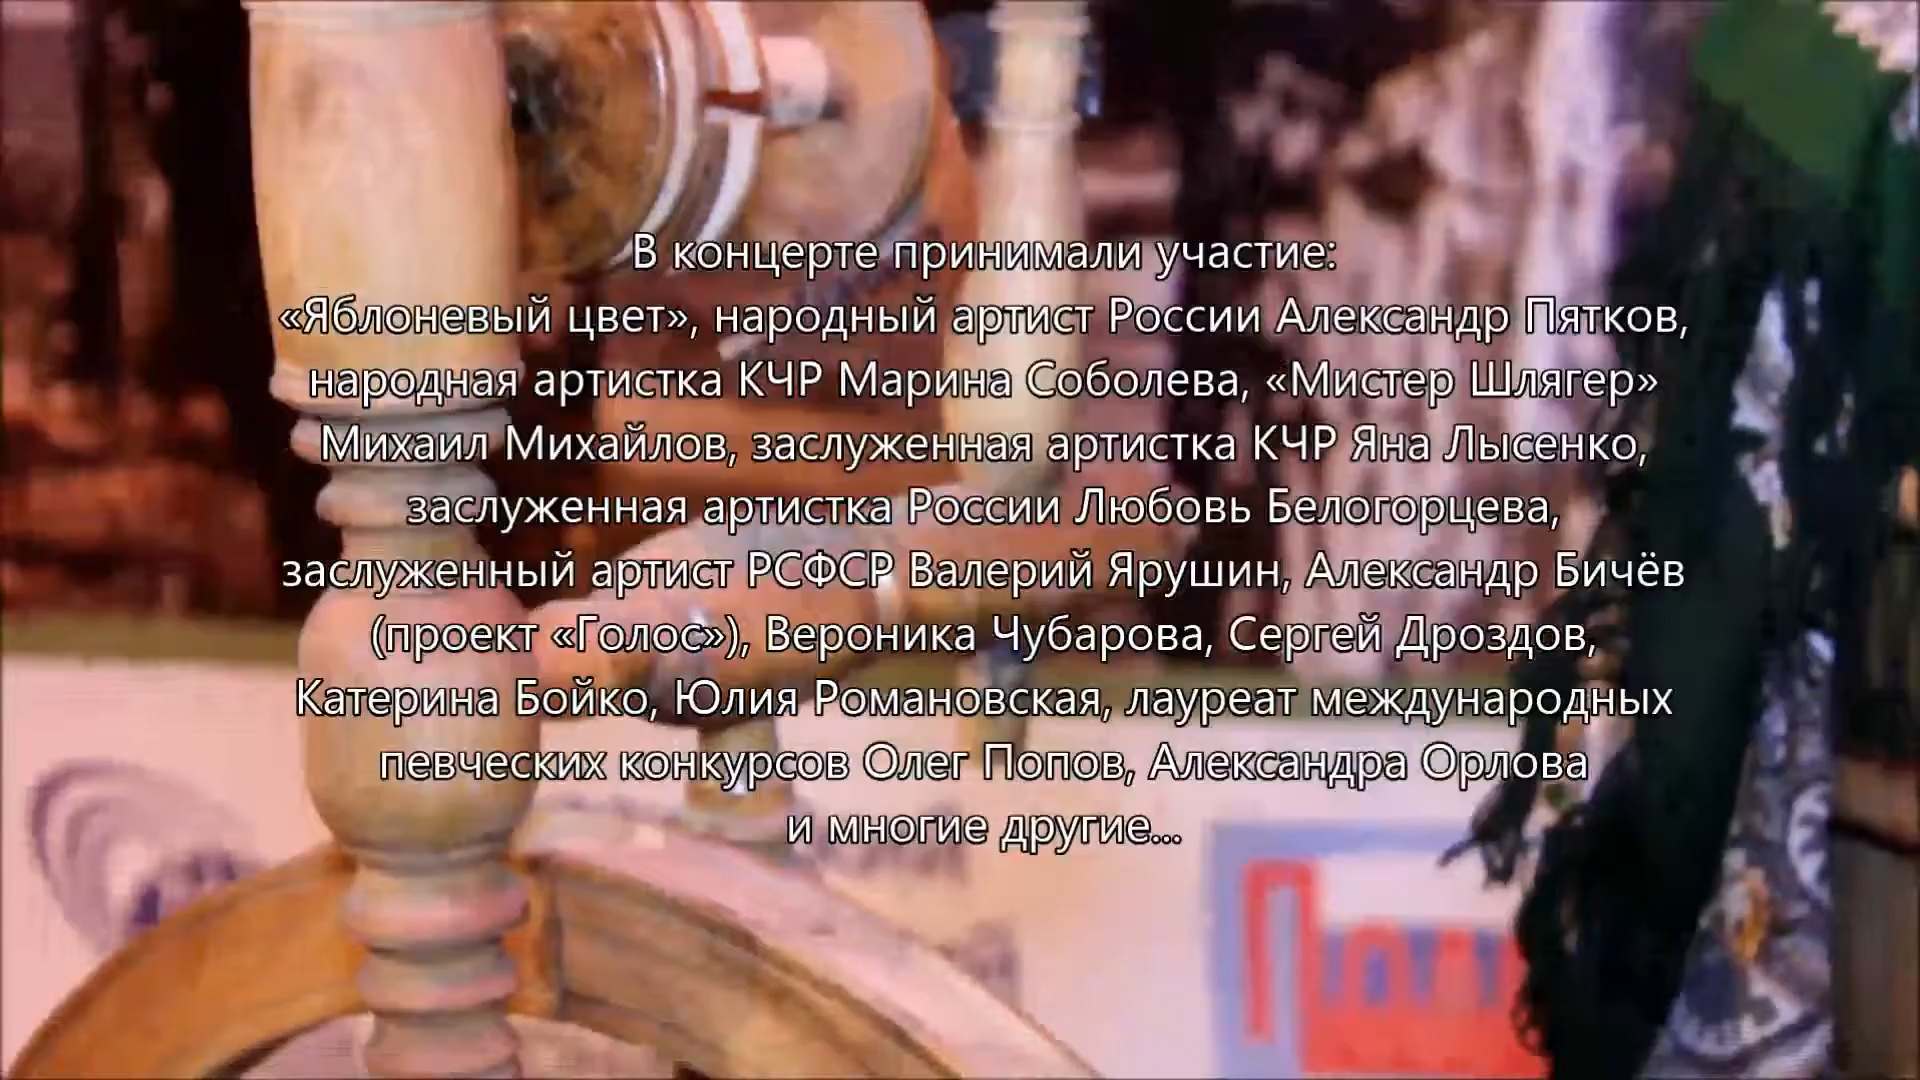 В концерте принимали участие:
«Яблоневый цвет», народный артист России Александр Пятков,
народная артистка КЧР Марина Соболева, «Мистер Шлягер»
Михаил Михайлов, заслуженная артистка КЧР Яна Лысенко,
заслуженная артистка России Любовь Белогорцева,
заслуженный артист РСФСР Валерий Ярушин, Александр Бичёв
(проект «Голос»), Вероника Чубарова, Сергей Дроздов,
Катерина Бойко, Юлия Романовская, лауреат международных
певческих конкурсов Олег Попов, Александра Орлова
и многие другие...